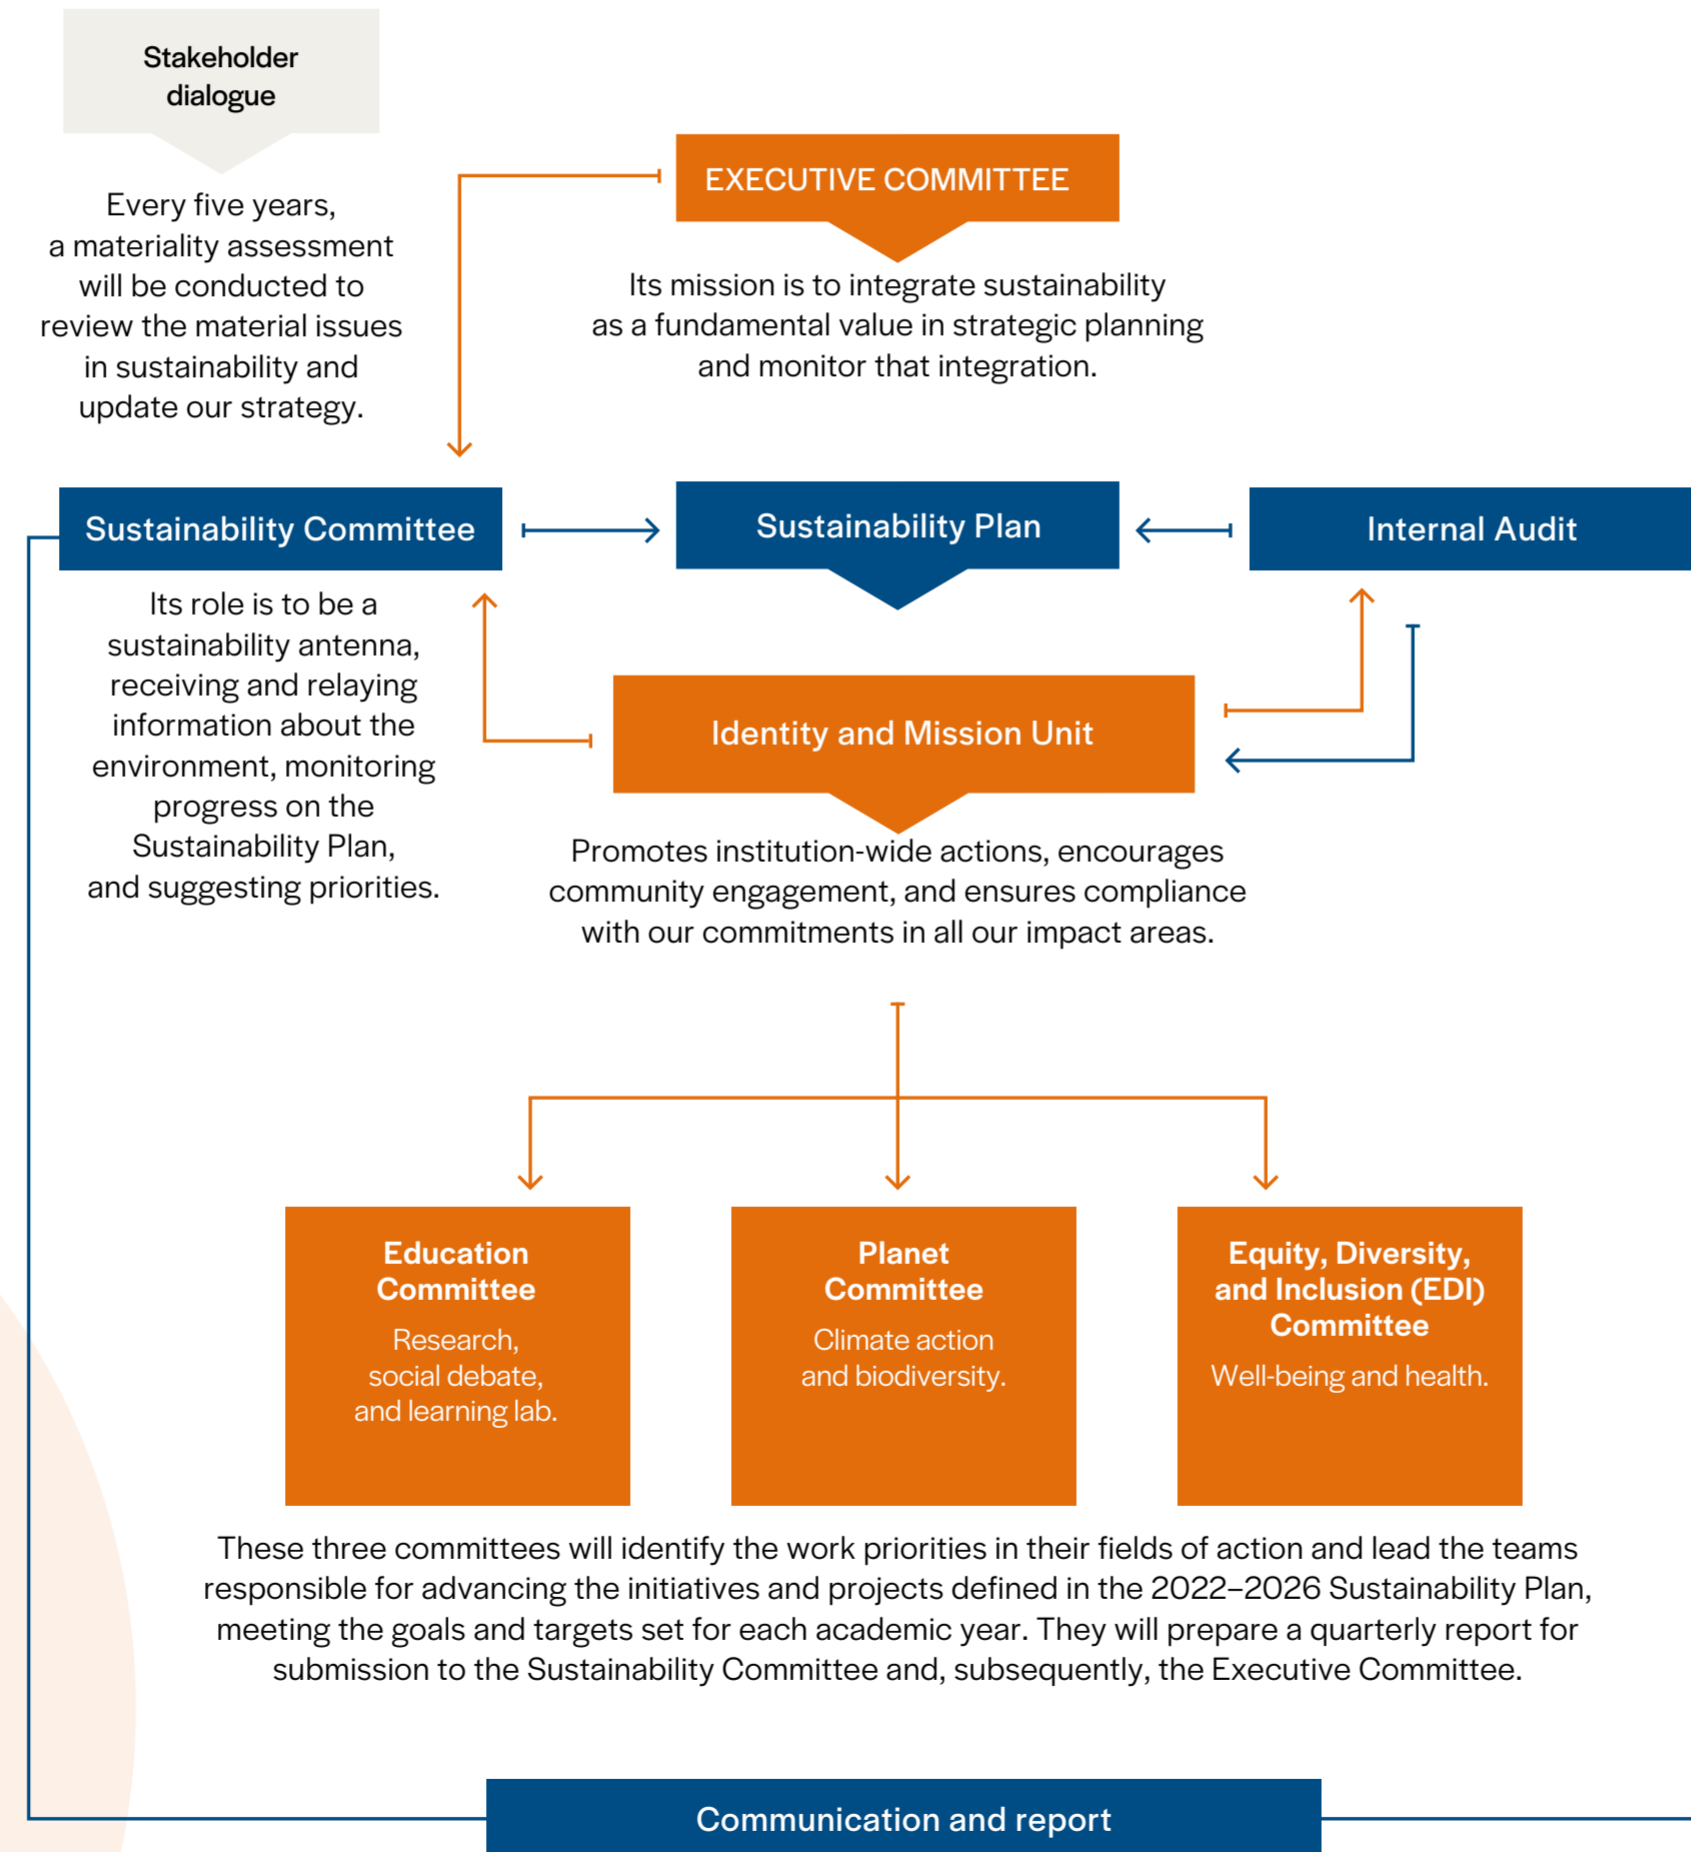 Stakeholder
dialogue
Every five years,
a materiality assessment
will be conducted to
review the material issues
in sustainability and
update our strategy.
EXECUTIVE COMMITTEE
Its mission is to integrate sustainability
as a fundamental value in strategic planning
and monitor that integration.
Sustainability Committee
Sustainability Plan
Internal Audit
Its role is to be a
sustainability antenna,
receiving and relaying
information about the
environment, monitoring
progress on the
Sustainability Plan,
and suggesting priorities.
Identity and Mission Unit
Promotes institution-wide actions, encourages
community engagement, and ensures compliance
with our commitments in all our impact areas.
Education
Committee
Research,
social debate,
and learning lab.
Planet
Committee
Climate action
and biodiversity.
Equity, Diversity,
and Inclusion (EDI)
Committee
Well-being and health.
These three committees will identify the work priorities in their fields of action and lead the teams
responsible for advancing the initiatives and projects defined in the 2022–2026 Sustainability Plan,
meeting the goals and targets set for each academic year. They will prepare a quarterly report for
submission to the Sustainability Committee and, subsequently, the Executive Committee.
Communication and report